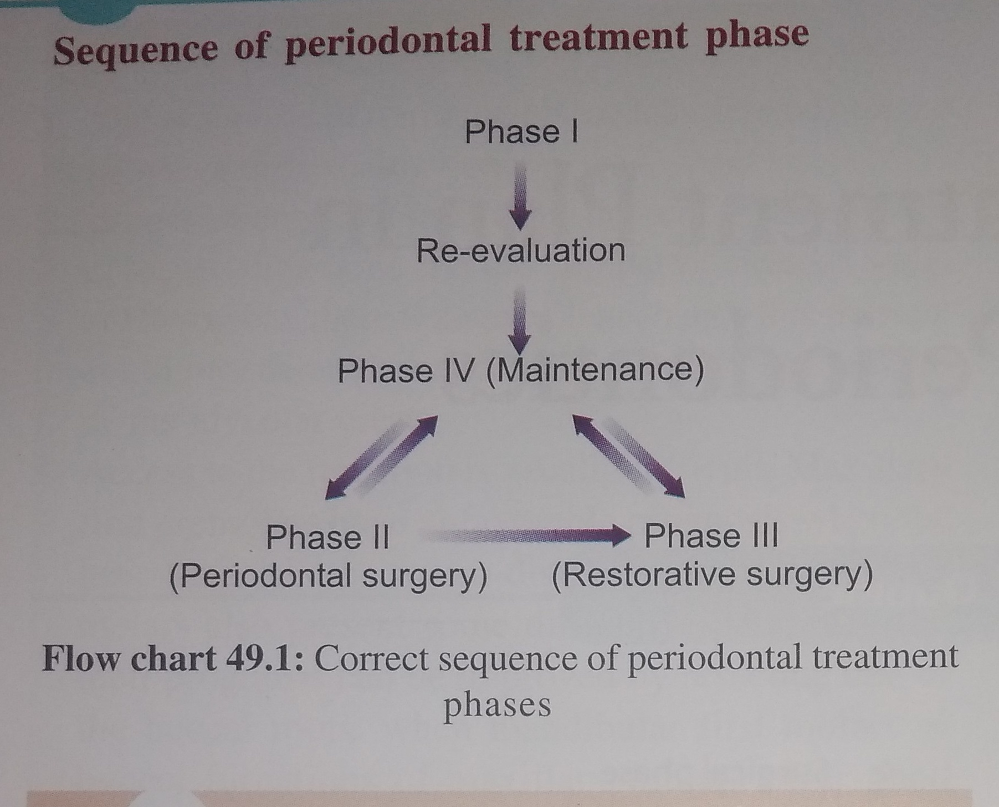 Sequence of periodontal treatment phase
Phase I
Re-evaluation
Phase IV (Maintenance)
Phase II
Phase III
(Periodontal surgery)
(Restorative surgery)
Flow chart 49.1: Correct sequence of periodontal treatment
phases